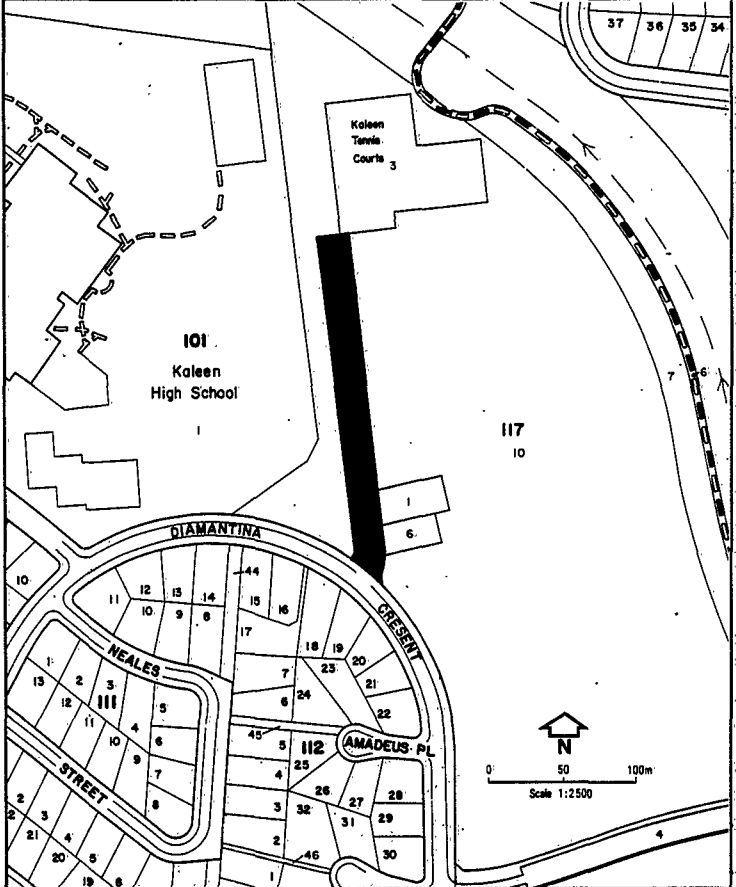 37 36 35 34
Kaleen
Tennis
Courts 3
101
Kaleen
High School
1
7 6
117
10
1
6
DIAMANTINA
CRESENT
10
11 12 13 14 44
10 9 8 15 16
17
18 19
20
23
21
22
7
6 24
NEALES
1 2 3 111
13 12 11 4 5
10 9 6
7
8
45
5 112 AMADEUS PL
25
4
26 27 28
3 32 31 29
2 30
46
1
STREET
2 3
2 21 4
20 5
19 6
N
0 50 100m
Scale 1:2500
4